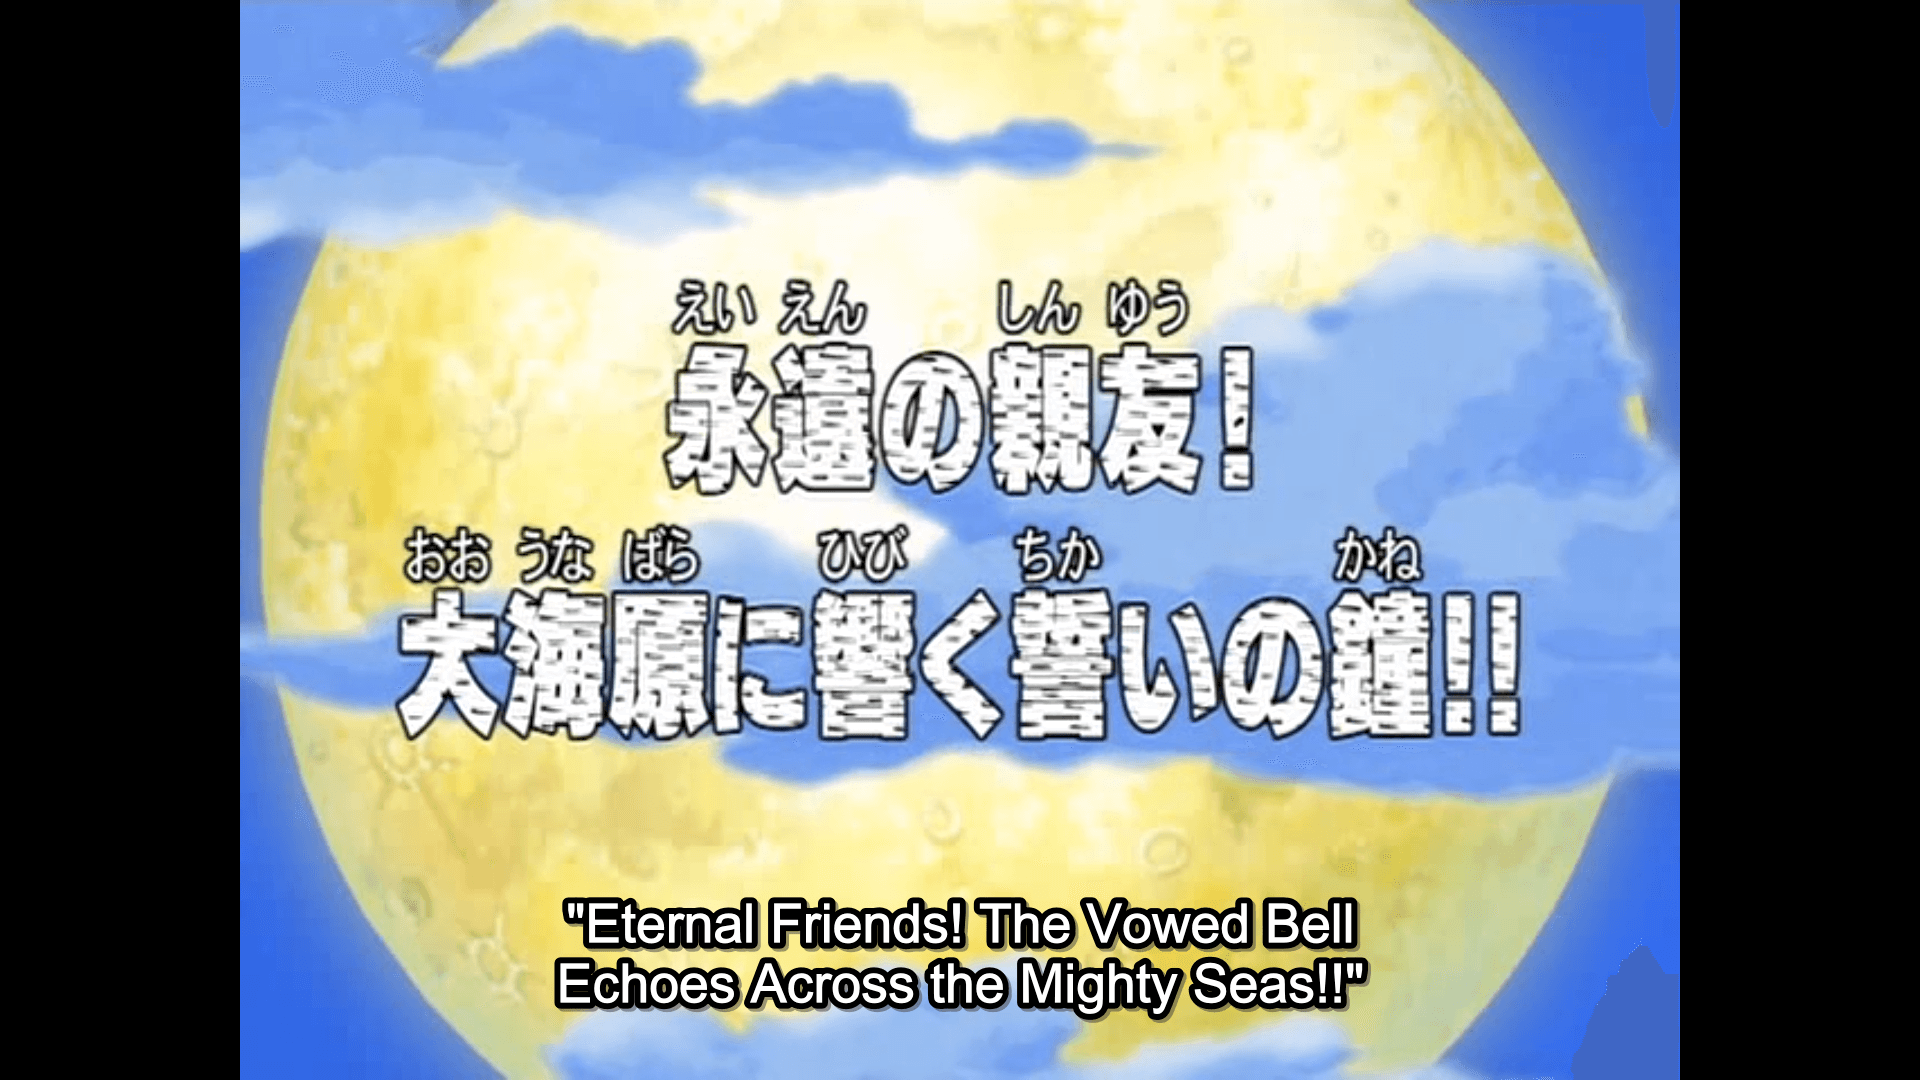 えいえん しんゆう
永遠の親友!
おおうなばら ひび ちか かね
大海原に響く誓いの鐘!!
"Eternal Friends! The Vowed Bell
Echoes Across the Mighty Seas!!"